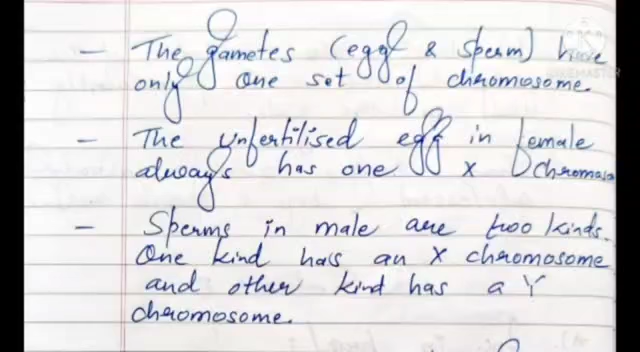 - The gametes (egg & sperm) have
only one set of chromosome.
- The unfertilised egg in female
always has one X chromoso
- Sperms in male are two kinds.
One kind has an X chromosome
and other kind has a Y
chromosome.